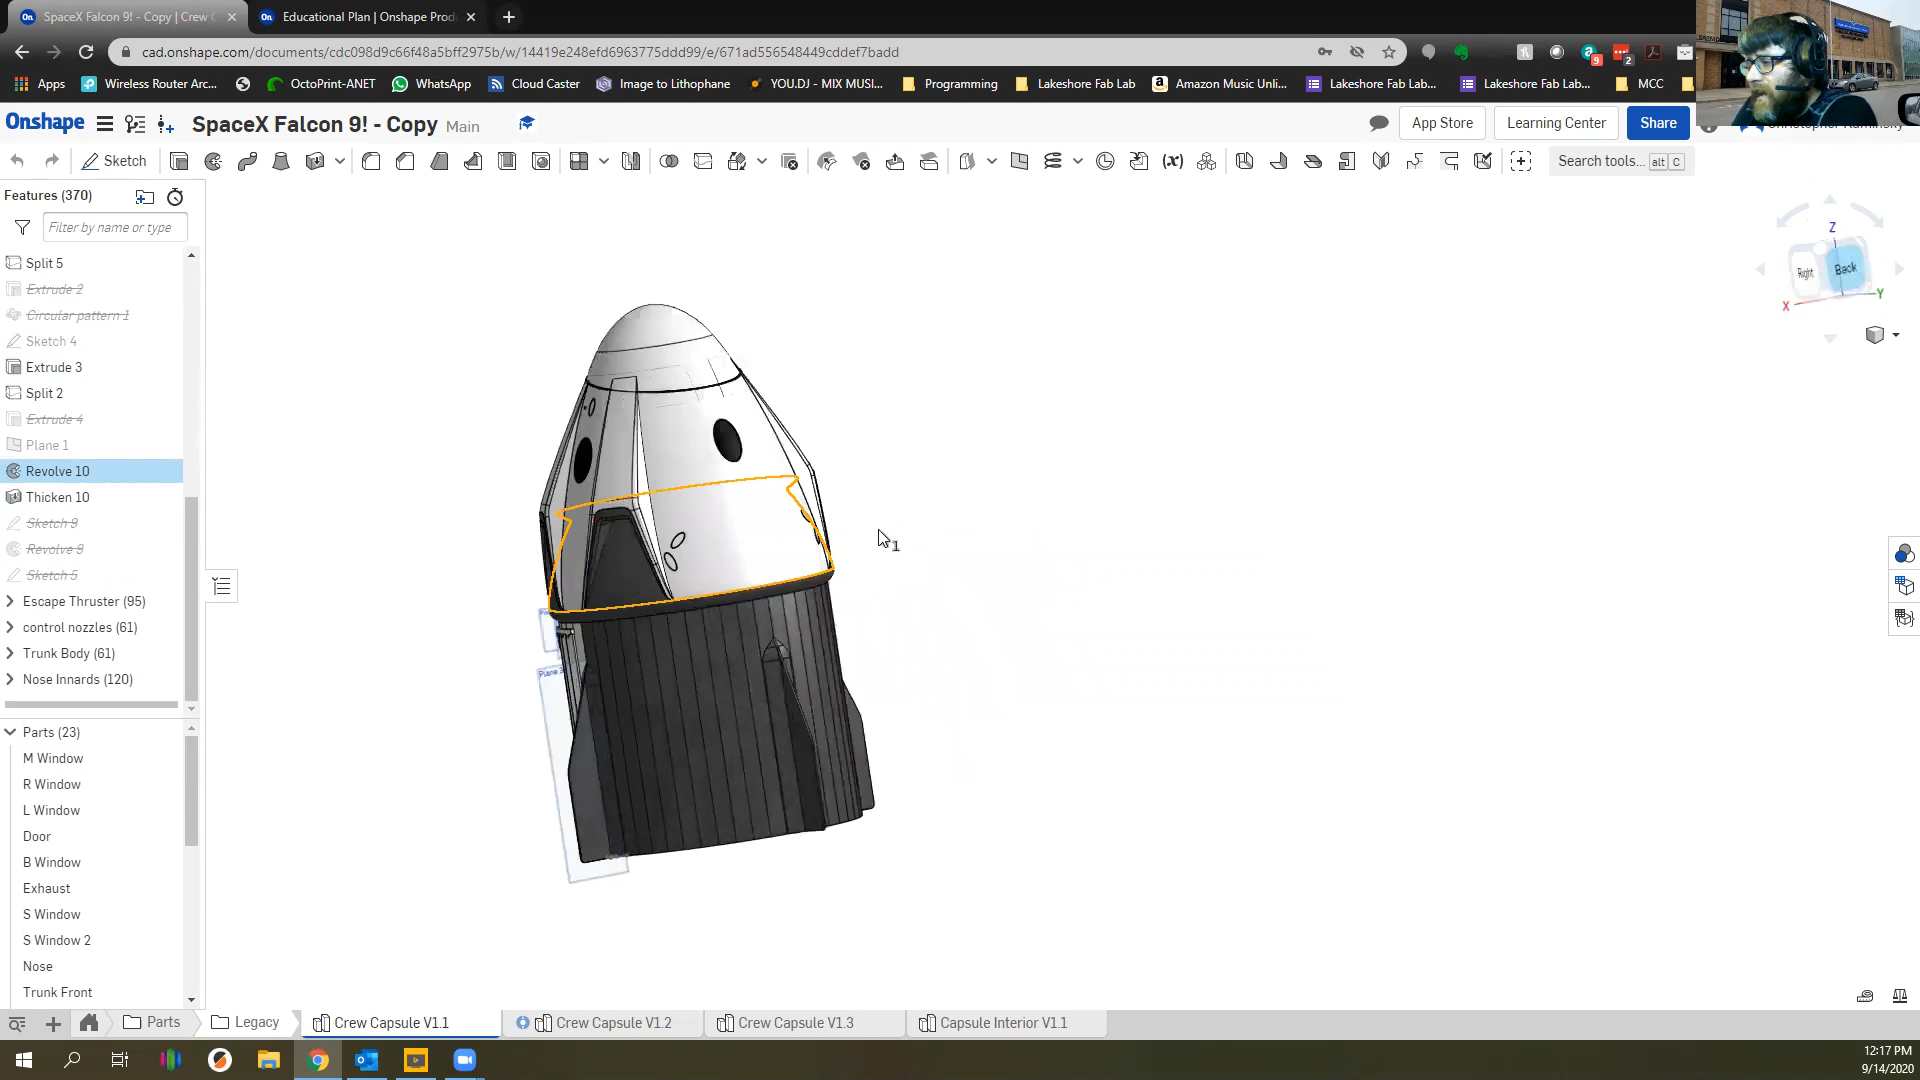 SpaceX Falcon 9! - Copy | Crew C
Educational Plan | Onshape Prod
cad.onshape.com/documents/cdc098d9c66f48a5bff2975b/w/14419e248efd6963775ddd99/e/671ad556548449cddef7badd
9
2
Apps
Wireless Router Arc...
OctoPrint-ANET
WhatsApp
Cloud Caster
Image to Lithophane
YOU.DJ - MIX MUSI...
Programming
Lakeshore Fab Lab
Amazon Music Unli...
Lakeshore Fab Lab...
Lakeshore Fab Lab...
MCC
Onshape
SpaceX Falcon 9! - Copy Main
App Store
Learning Center
Share
Sketch
(x)
Search tools... alt C
Features (370)
Filter by name or type
Split 5
Extrude 2
Circular pattern 1
Sketch 4
Extrude 3
Split 2
Extrude 4
Plane 1
Revolve 10
Thicken 10
Sketch 9
Revolve 9
Sketch 5
Escape Thruster (95)
control nozzles (61)
Trunk Body (61)
Nose Innards (120)
Parts (23)
M Window
R Window
L Window
Door
B Window
Exhaust
S Window
S Window 2
Nose
Trunk Front
Z
Right
Back
X
Y
1
Parts
Legacy
Crew Capsule V1.1
Crew Capsule V1.2
Crew Capsule V1.3
Capsule Interior V1.1
12:17 PM
9/14/2020